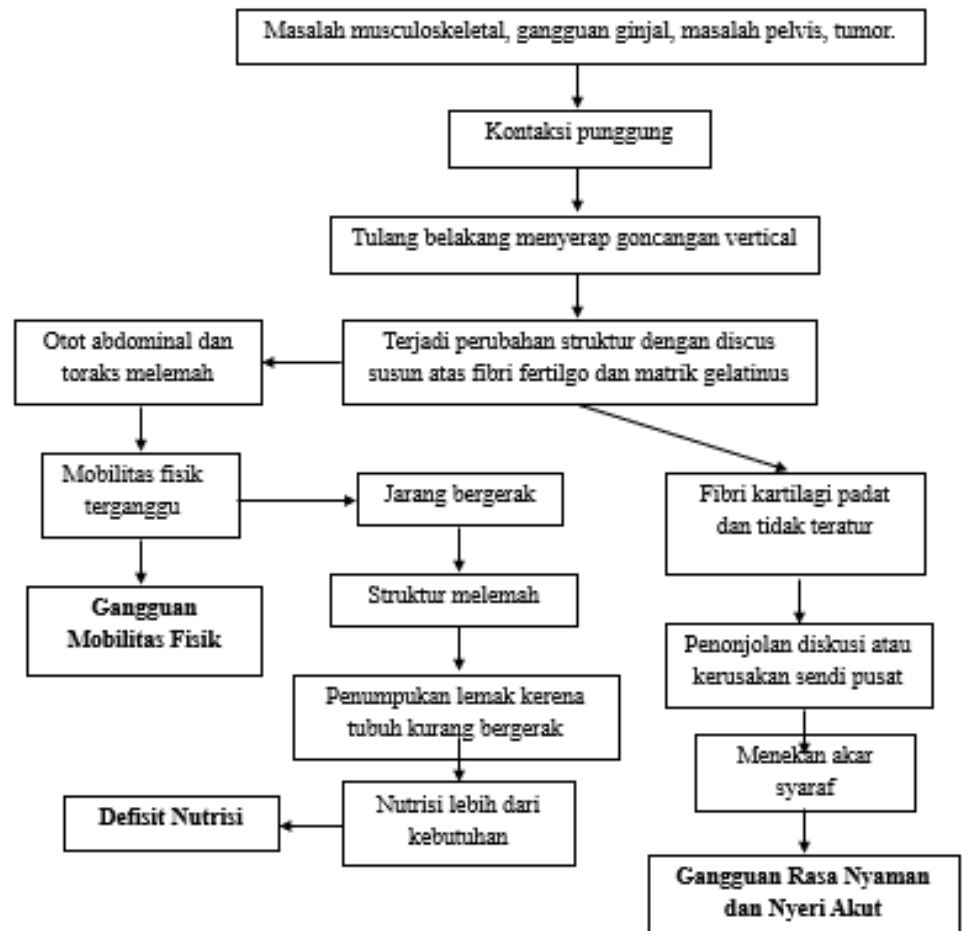 Masalah musculoskeletal, gangguan ginjal, masalah pelvis, tumor.
Kontaksi punggung
Tulang belakang menyerap goncangan vertical
Otot abdominal dan
toraks melemah
Terjadi perubahan struktur dengan discus
susun atas fibri fertilgo dan matrik gelatinus
Mobilitas fisik
terganggu
Jarang bergerak
Fibri kartilagi padat
dan tidak teratur
Gangguan
Mobilitas Fisik
Struktur melemah
Penonjolan diskusi atau
kerusakan sendi pusat
Penumpukan lemak kerena
tubuh kurang bergerak
Menekan akar
syaraf
Defisit Nutrisi
Nutrisi lebih dari
kebutuhan
Gangguan Rasa Nyaman
dan Nyeri Akut